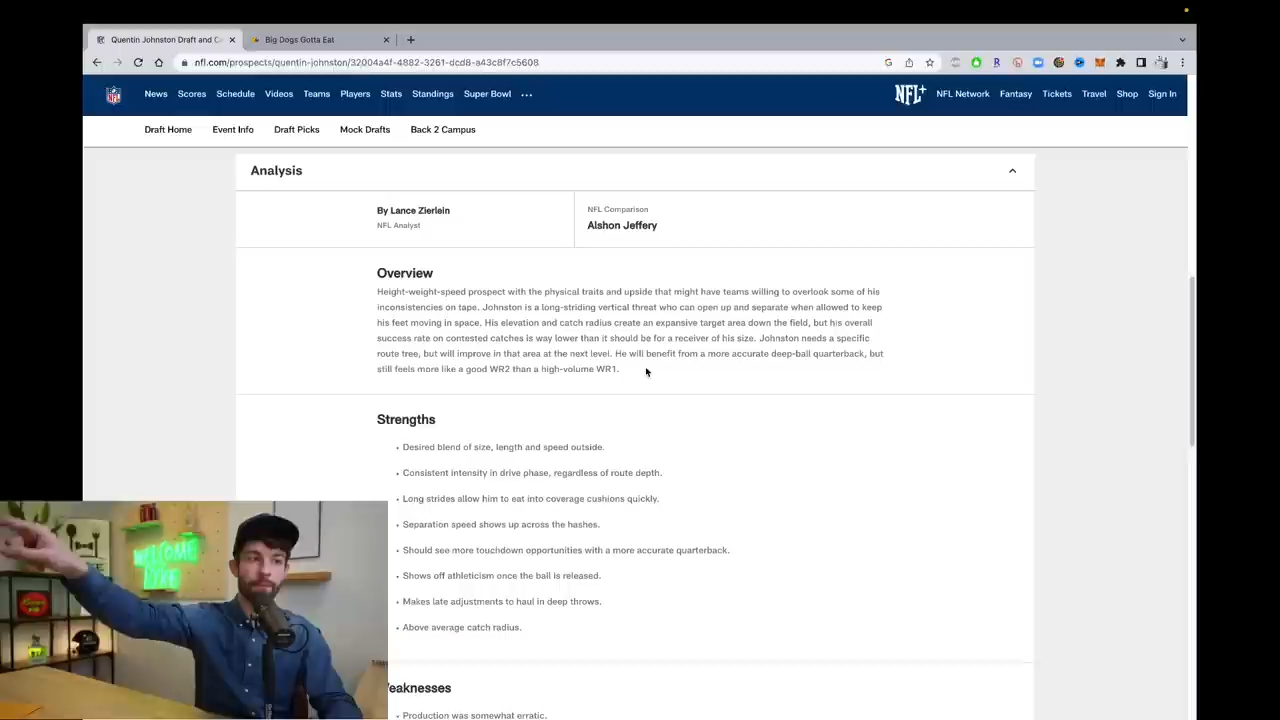 Quentin Johnston Draft and C
Big Dogs Gotta Eat
nfl.com/prospects/quentin-johnston/32004a4f-4882-3261-dcd8-a43c8f7c5608
News Scores Schedule Videos Teams Players Stats Standings Super Bowl
NFL+ NFL Network Fantasy Tickets Travel Shop Sign In
Draft Home Event Info Draft Picks Mock Drafts Back 2 Campus
Analysis
By Lance Zierlein
NFL Analyst
NFL Comparison
Alshon Jeffery
Overview
Height-weight-speed prospect with the physical traits and upside that might have teams willing to overlook some of his
inconsistencies on tape. Johnston is a long-striding vertical threat who can open up and separate when allowed to keep
his feet moving in space. His elevation and catch radius create an expansive target area down the field, but his overall
success rate on contested catches is way lower than it should be for a receiver of his size. Johnston needs a specific
route tree, but will improve in that area at the next level. He will benefit from a more accurate deep-ball quarterback, but
still feels more like a good WR2 than a high-volume WR1.
Strengths
• Desired blend of size, length and speed outside.
• Consistent intensity in drive phase, regardless of route depth.
• Long strides allow him to eat into coverage cushions quickly.
• Separation speed shows up across the hashes.
• Should see more touchdown opportunities with a more accurate quarterback.
• Shows off athleticism once the ball is released.
• Makes late adjustments to haul in deep throws.
• Above average catch radius.
eaknesses
• Production was somewhat erratic.
WELCOME